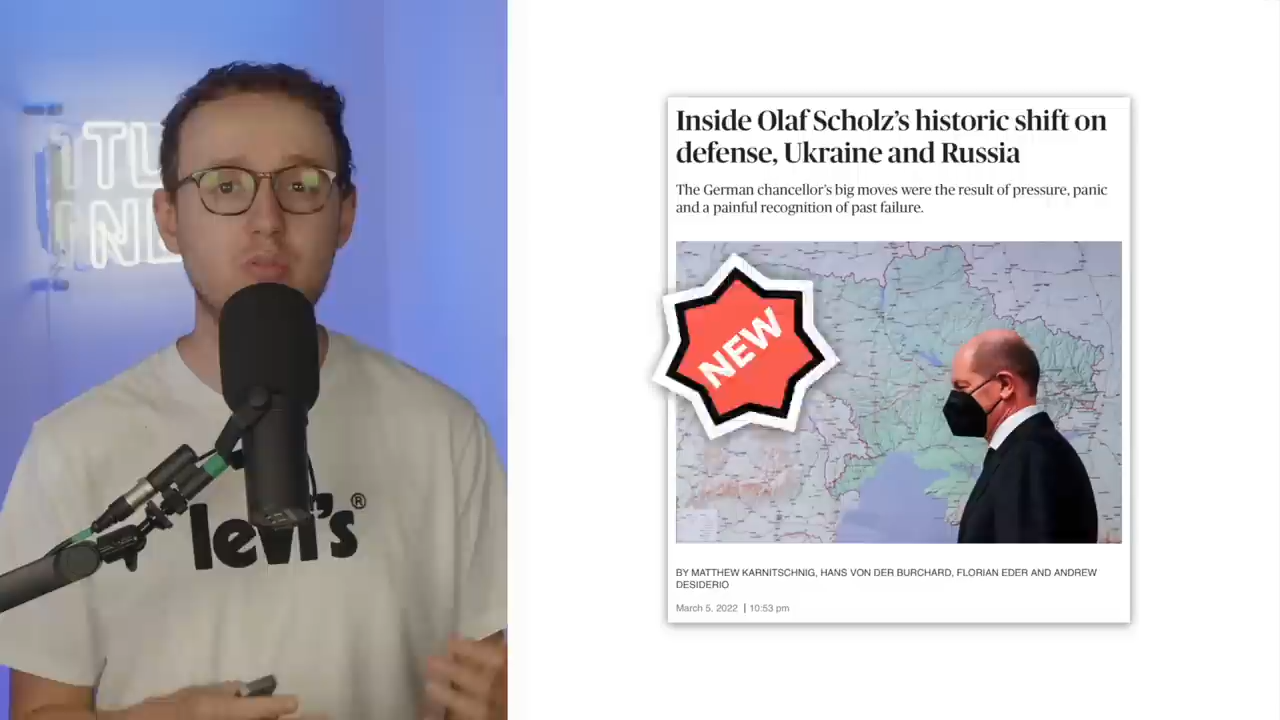 TU
NE
levi's®
Inside Olaf Scholz's historic shift on
defense, Ukraine and Russia
The German chancellor's big moves were the result of pressure, panic
and a painful recognition of past failure.
NEW
BY MATTHEW KARNITSCHNIG, HANS VON DER BURCHARD, FLORIAN EDER AND ANDREW
DESIDERIO
March 5, 2022 | 10:53 pm